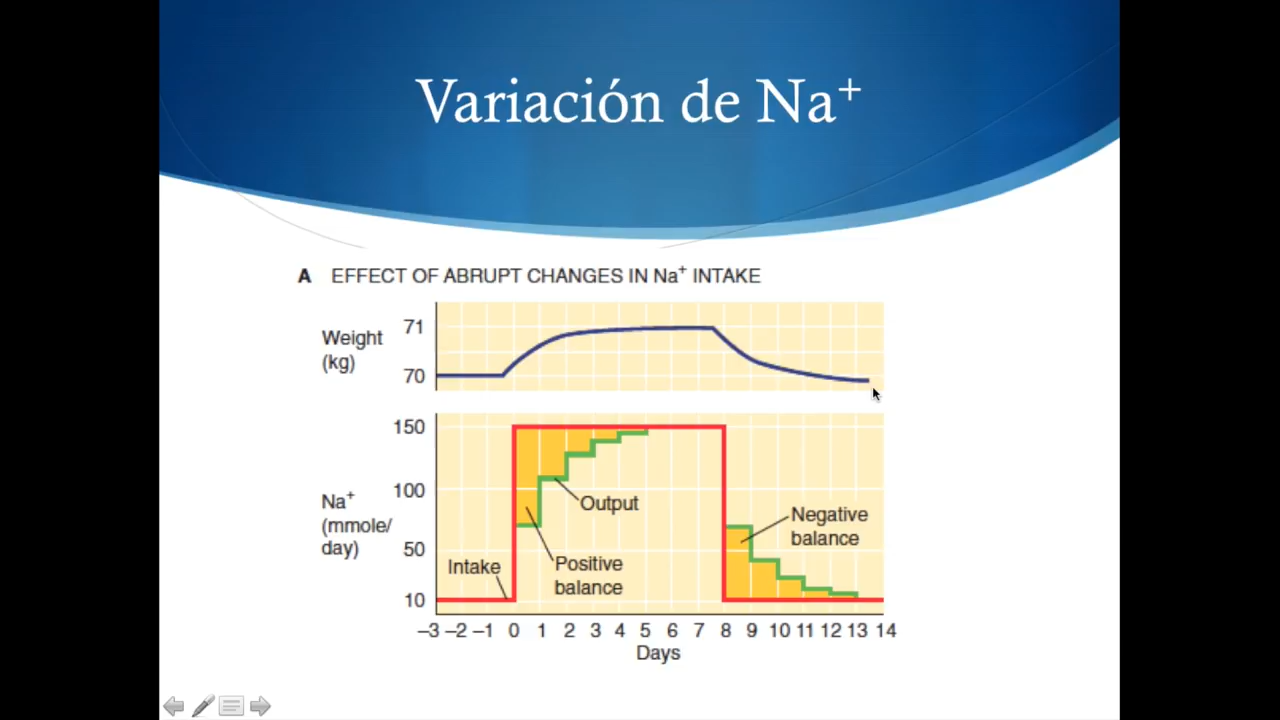 Variación de Na⁺
A EFFECT OF ABRUPT CHANGES IN Na⁺ INTAKE
Weight
(kg)
71
70
Na⁺
(mmole/
day)
150
100
50
10
Output
Positive
balance
Intake
Negative
balance
–3 –2 –1 0 1 2 3 4 5 6 7 8 9 10 11 12 13 14
Days